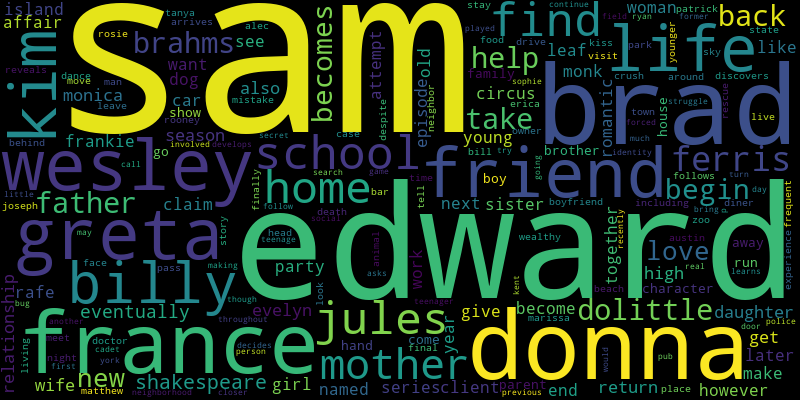 island
affair
tanya
arrives
alec
rosie
sam
becomes
stay
played
continue
former
ryan
field
woman
patrick
back
state
find
life
like
kim
brahms
want
see
dog
attempt
old
episode
neighbor
help
food
drive
kiss
park
sky
younger
reveals
dance
move
man
monica
leave
also
car
mistake
show
rooney
family
crush
visit
around
leaf
monk
circus
erica
romantic
brad
discovers
sophie
struggle
rescue
town
forced
house
much
live
behind
frankie
season
involved
develops
secret
case
despite
take
young
owner
identity
wesley
school
friend
bill
try
going
brother
ferris
go
call
search
game
finally
home
time
tell
boy
follows
turn
day
begin
little
joseph
father
claim
follow
death
social
bar
next
sister
boyfriend
including
bring
diner
frequent
experience
greta
may
story
edward
together
love
recently
austin
zoo
away
wealthy
high
real
run
learns
character
billy
face
pass
making
party
head
teenage
asks
animal
work
rafe
bug
though
evelyn
look
kent
beach
teenager
relationship
eventually
throughout
jules
year
give
become
dolittle
daughter
marissa
door
police
france
another
living
meet
night
first
doctor
cadet
york
decides
person
hand
come
final
donna
pub
would
get
later
make
wife
new
matthew
shakespeare
neighborhood
closer
girl
named
mother
seriesclient
parent
previous
end
return
place
however